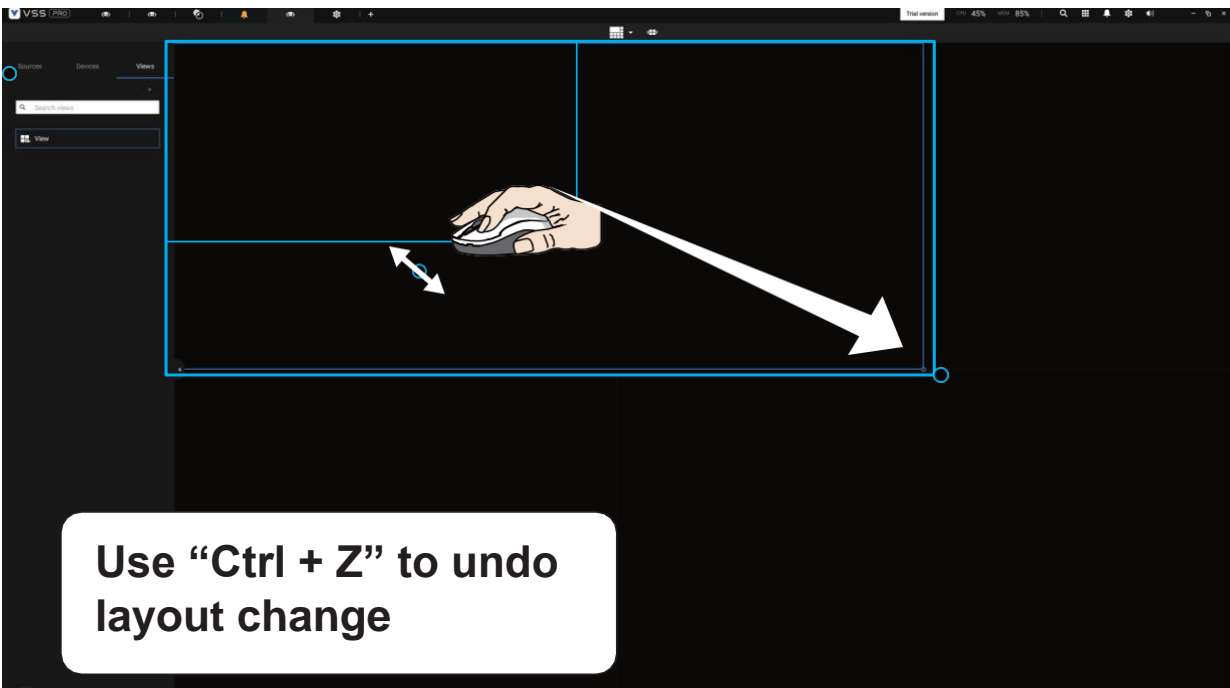 VSS PRO
Trial version CPU 45% MEM 85%
Sources Devices Views
Search views
View
Use “Ctrl + Z” to undo
layout change